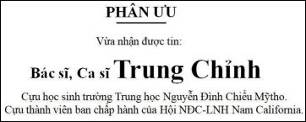 PHÂN ƯU
Vừa nhận được tin:
Bác sĩ, Ca sĩ Trung Chỉnh
Cựu học sinh trường Trung học Nguyễn Đình Chiểu Mỹtho.
Cựu thành viên ban chấp hành của Hội NĐC-LNH Nam California.